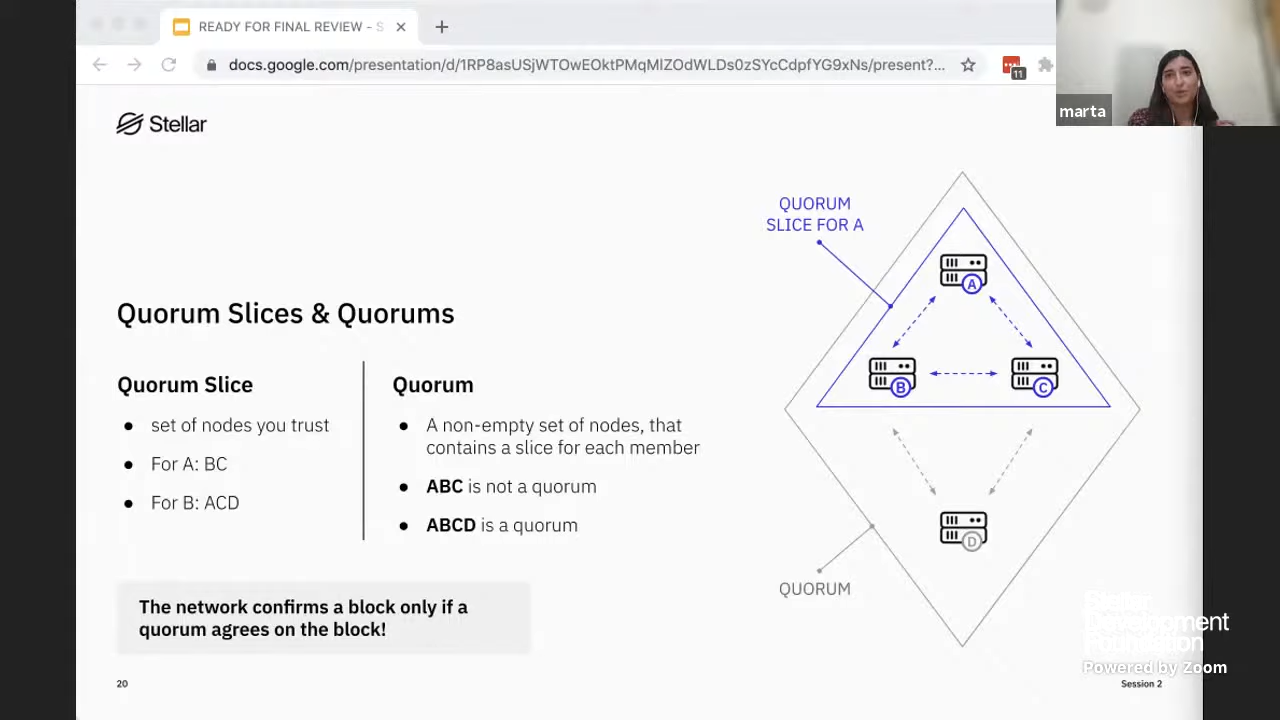 READY FOR FINAL REVIEW - S
docs.google.com/presentation/d/1RP8asUSjWTOwEOktPMqMlZOdWLDs0zSYcCdpfYG9xNs/present?...
11
marta
Stellar
QUORUM
SLICE FOR A
A
B
C
D
QUORUM
Quorum Slices & Quorums
Quorum Slice
● set of nodes you trust
● For A: BC
● For B: ACD
Quorum
● A non-empty set of nodes, that
contains a slice for each member
● ABC is not a quorum
● ABCD is a quorum
The network confirms a block only if a
quorum agrees on the block!
20
Stellar
Development
Foundation
Powered by Zoom
Session 2